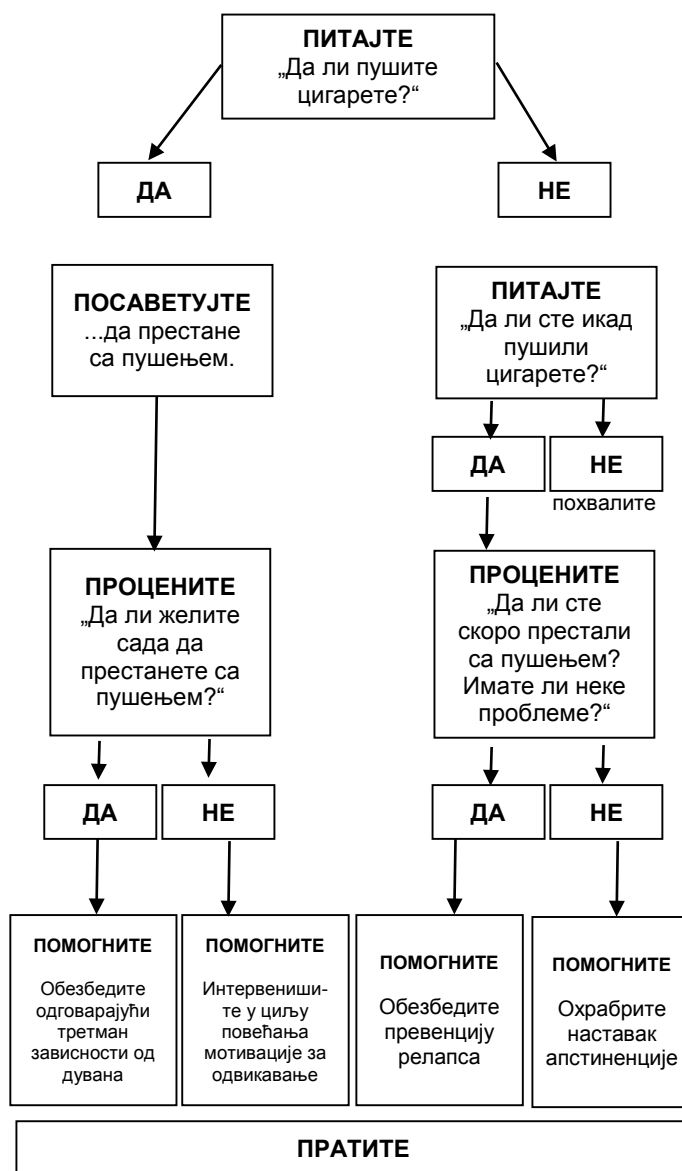 ПИТАЈТЕ
„Да ли пушите
цигарете?“
ДА
НЕ
ПОСАВЕТУЈТЕ
...да престане
са пушењем.
ПИТАЈТЕ
„Да ли сте икад
пушили
цигарете?“
ДА
НЕ
похвалите
ПРОЦЕНИТЕ
„Да ли желите
сада да
престанете са
пушењем?“
ПРОЦЕНИТЕ
„Да ли сте
скоро престали
са пушењем?
Имате ли неке
проблеме?“
ДА
НЕ
ДА
НЕ
ПОМОГНИТЕ
Обезбедите
одговарајући
третман
зависности од
дувана
ПОМОГНИТЕ
Интервенишi-
те у циљу
повећања
мотивације за
одвикавање
ПОМОГНИТЕ
Обезбедите
превенцију
релапса
ПОМОГНИТЕ
Охрабрите
наставак
апстиненције
ПРАТИТЕ